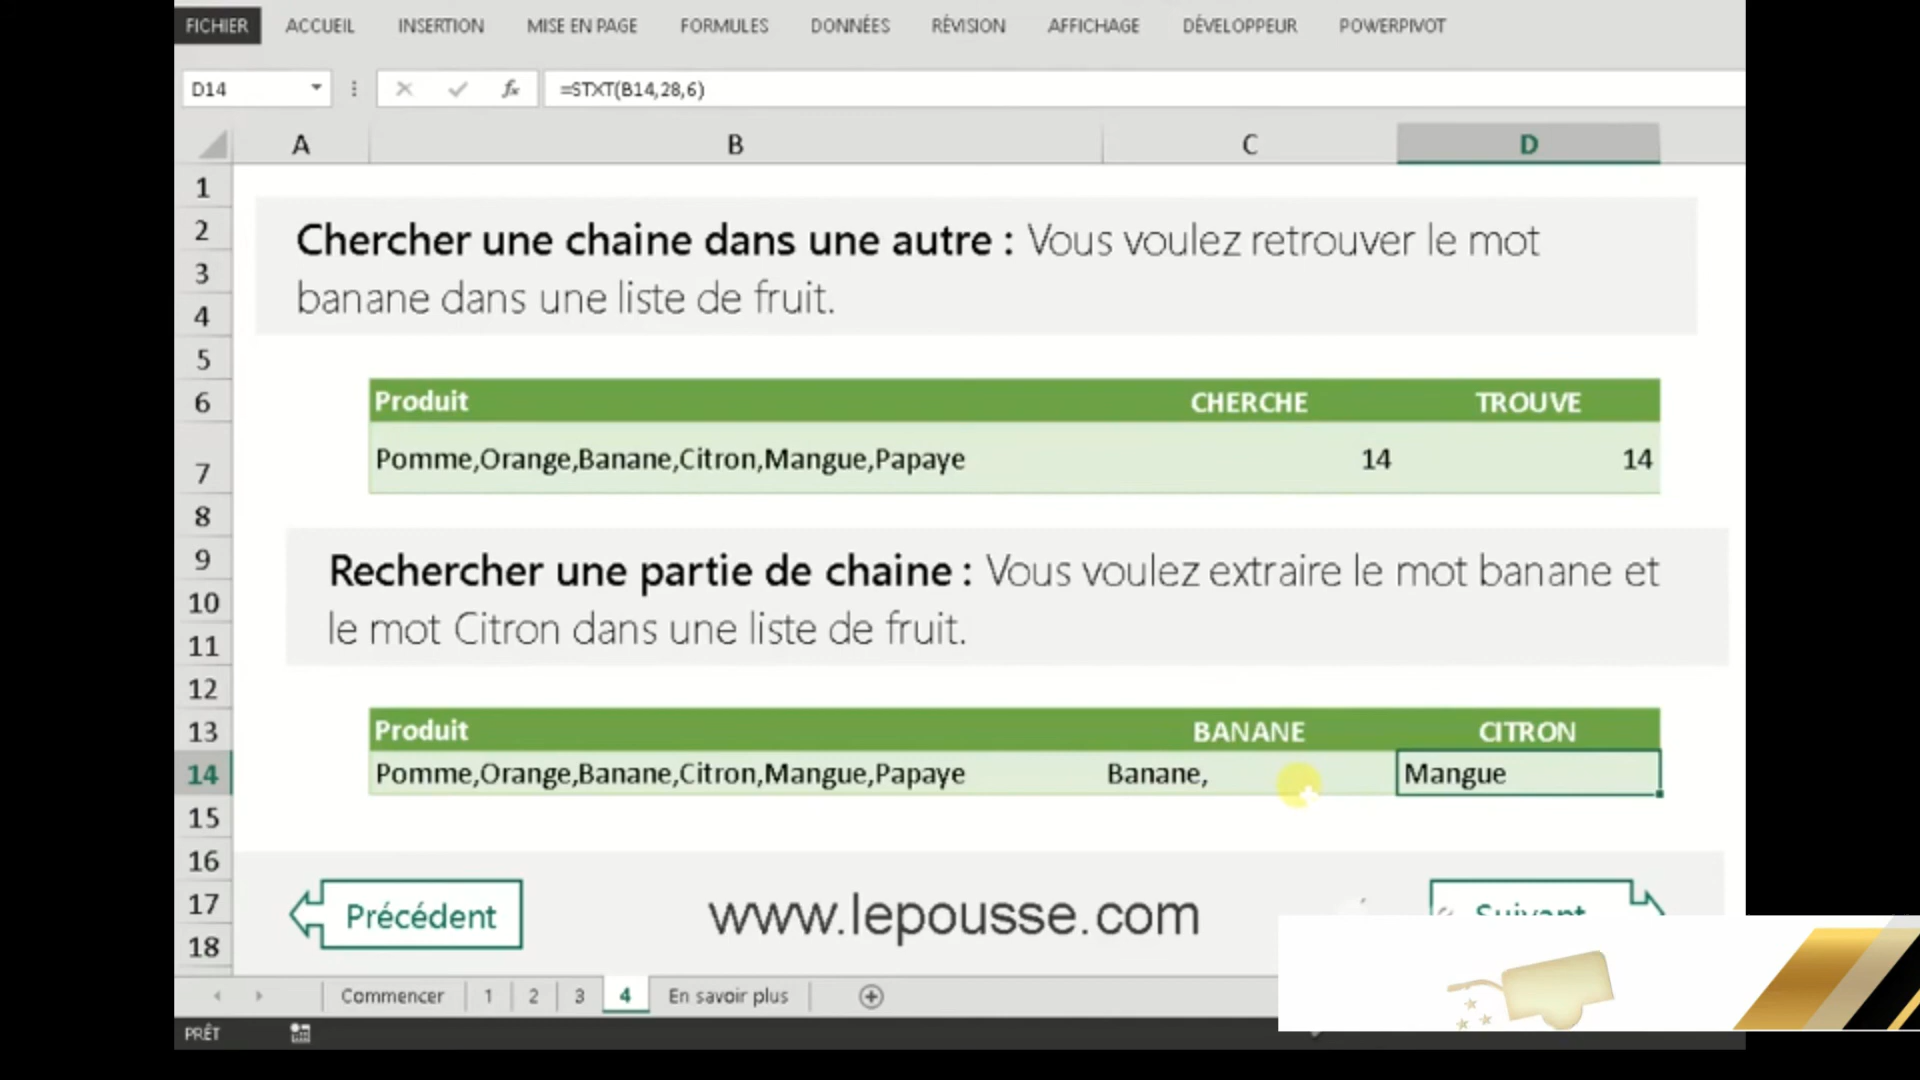 FICHIER ACCUEIL INSERTION MISE EN PAGE FORMULES DONNÉES RÉVISION AFFICHAGE DÉVELOPPEUR POWERPIVOT
D14 fx =STXT(B14,28,6)
A B C D
1
2
3
4
5
6
7
8
9
10
11
12
13
14
15
16
17
18
Chercher une chaine dans une autre : Vous voulez retrouver le mot
banane dans une liste de fruit.
Produit CHERCHE TROUVE
Pomme,Orange,Banane,Citron,Mangue,Papaye 14 14
Rechercher une partie de chaine : Vous voulez extraire le mot banane et
le mot Citron dans une liste de fruit.
Produit BANANE CITRON
Pomme,Orange,Banane,Citron,Mangue,Papaye Banane, Mangue
Précédent www.lepousse.com Suivant
Commencer 1 2 3 4 En savoir plus
PRÊT